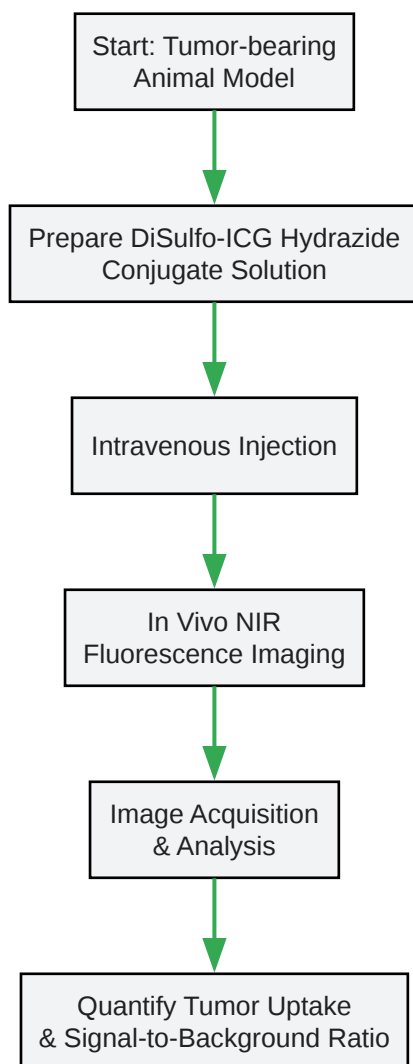 Start: Tumor-bearing
Animal Model
Prepare DiSulfo-ICG Hydrazide
Conjugate Solution
Intravenous Injection
In Vivo NIR
Fluorescence Imaging
Image Acquisition
& Analysis
Quantify Tumor Uptake
& Signal-to-Background Ratio